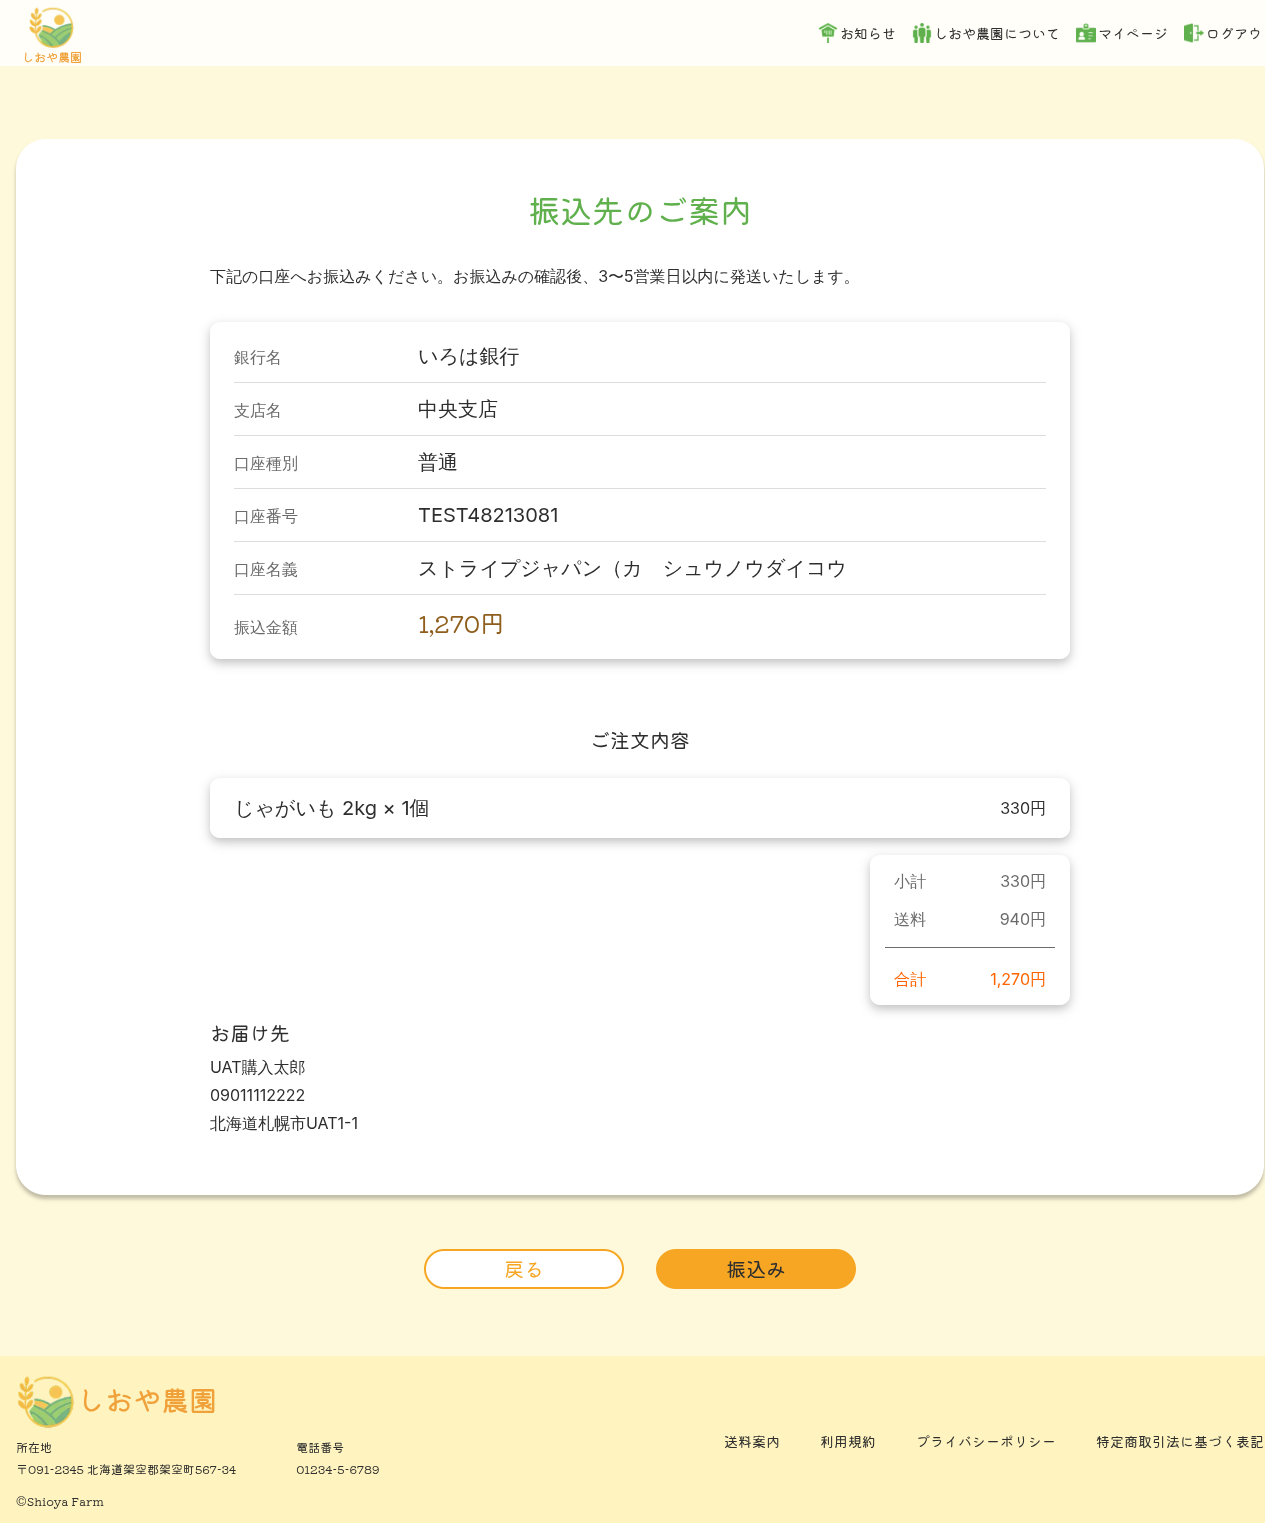 しおや農園
お知らせ
しおや農園について
マイページ
ログアウ
振込先のご案内
下記の口座へお振込みください。お振込みの確認後、3〜5営業日以内に発送いたします。
銀行名 いろは銀行
支店名 中央支店
口座種別 普通
口座番号 TEST48213081
口座名義 ストライプジャパン（カ　シュウノウダイコウ
振込金額 1,270円
ご注文内容
じゃがいも 2kg × 1個 330円
小計 330円
送料 940円
合計 1,270円
お届け先
UAT購入太郎
09011112222
北海道札幌市UAT1-1
戻る
振込み
しおや農園
所在地
〒091-2345 北海道架空郡架空町567-34
電話番号
01234-5-6789
送料案内
利用規約
プライバシーポリシー
特定商取引法に基づく表記
©Shioya Farm